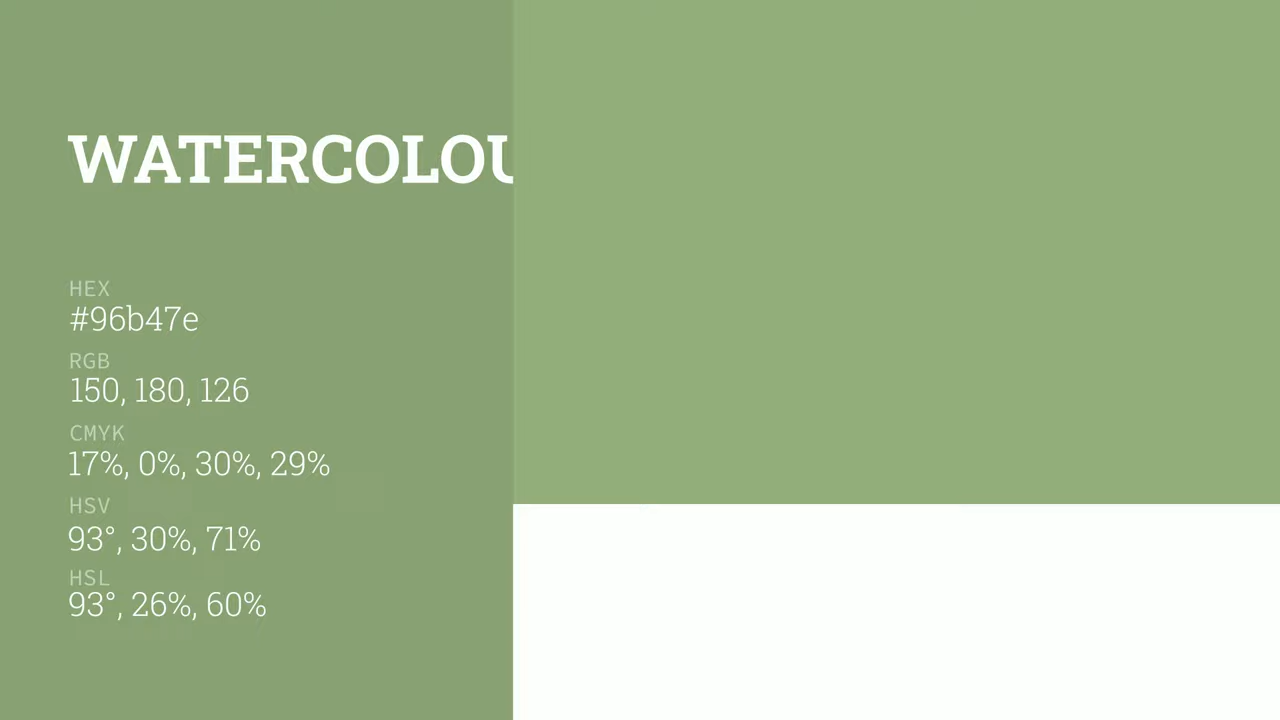 WATERCOLOU
HEX
#96b47e
RGB
150, 180, 126
CMYK
17%, 0%, 30%, 29%
HSV
93°, 30%, 71%
HSL
93°, 26%, 60%